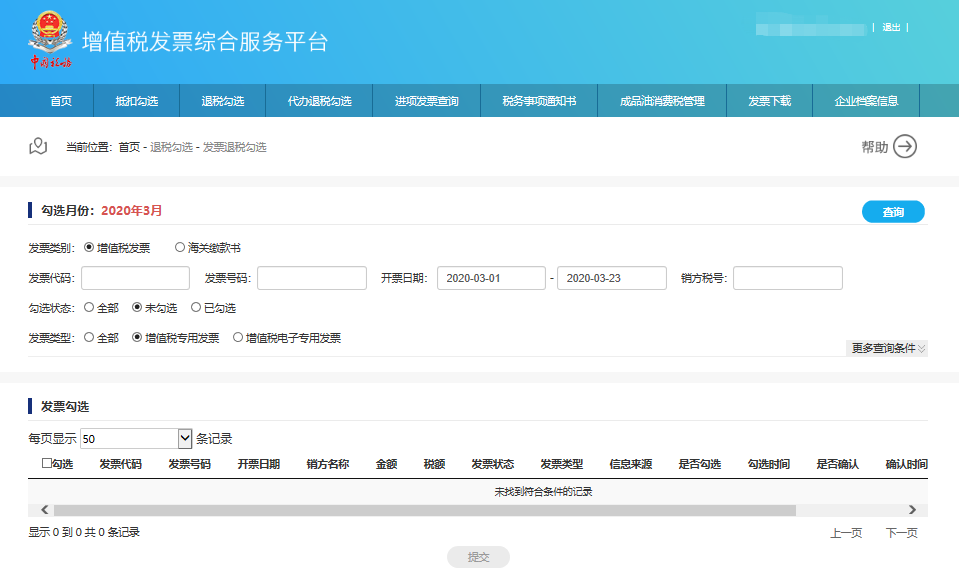 增值税发票综合服务平台
中国税务
| 退出 |
首页 抵扣勾选 退税勾选 代办退税勾选 进项发票查询 税务事项通知书 成品油消费税管理 发票下载 企业档案信息
当前位置: 首页 - 退税勾选 - 发票退税勾选 帮助
勾选月份: 2020年3月 查询
发票类别: 增值税发票 海关缴款书
发票代码: 发票号码: 开票日期: 2020-03-01 - 2020-03-23 销方税号:
勾选状态: 全部 未勾选 已勾选
发票类型: 全部 增值税专用发票 增值税电子专用发票
更多查询条件
发票勾选
每页显示 50 条记录
勾选 发票代码 发票号码 开票日期 销方名称 金额 税额 发票状态 发票类型 信息来源 是否勾选 勾选时间 是否确认 确认时间
未找到符合条件的记录
显示 0 到 0 共 0 条记录 上一页 下一页
提交